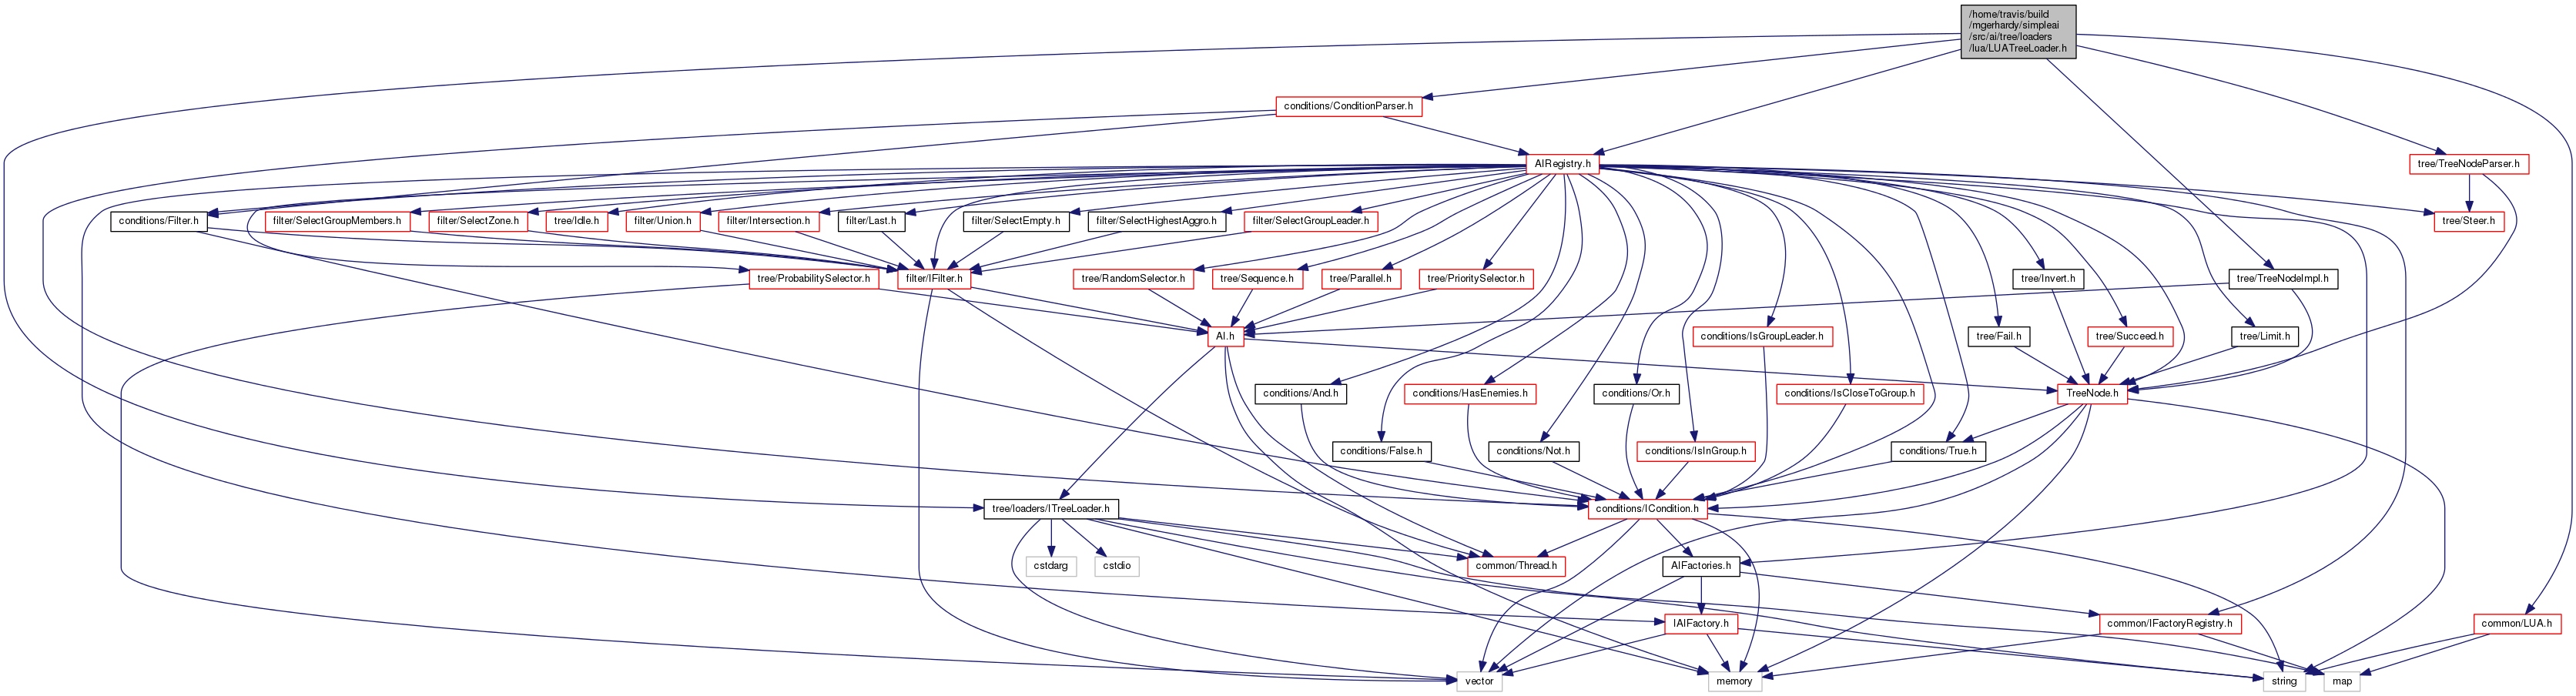 /home/travis/build
/mgerhardy/simpleai
/src/ai/tree/loaders
/lua/LUATreeLoader.h
conditions/ConditionParser.h
AIRegistry.h
tree/TreeNodeParser.h
conditions/Filter.h
filter/SelectGroupMembers.h
filter/SelectZone.h
tree/Idle.h
filter/Union.h
filter/Intersection.h
filter/Last.h
filter/SelectEmpty.h
filter/SelectHighestAggro.h
filter/SelectGroupLeader.h
tree/Steer.h
tree/ProbabilitySelector.h
filter/IFilter.h
tree/RandomSelector.h
tree/Sequence.h
tree/Parallel.h
tree/PrioritySelector.h
tree/Invert.h
tree/TreeNodeImpl.h
AI.h
conditions/IsGroupLeader.h
tree/Fail.h
tree/Succeed.h
tree/Limit.h
conditions/And.h
conditions/HasEnemies.h
conditions/Or.h
conditions/IsCloseToGroup.h
TreeNode.h
conditions/False.h
conditions/Not.h
conditions/IsInGroup.h
conditions/True.h
tree/loaders/ITreeLoader.h
conditions/ICondition.h
cstdarg
cstdio
common/Thread.h
AIFactories.h
IAIFactory.h
common/IFactoryRegistry.h
common/LUA.h
vector
memory
string
map